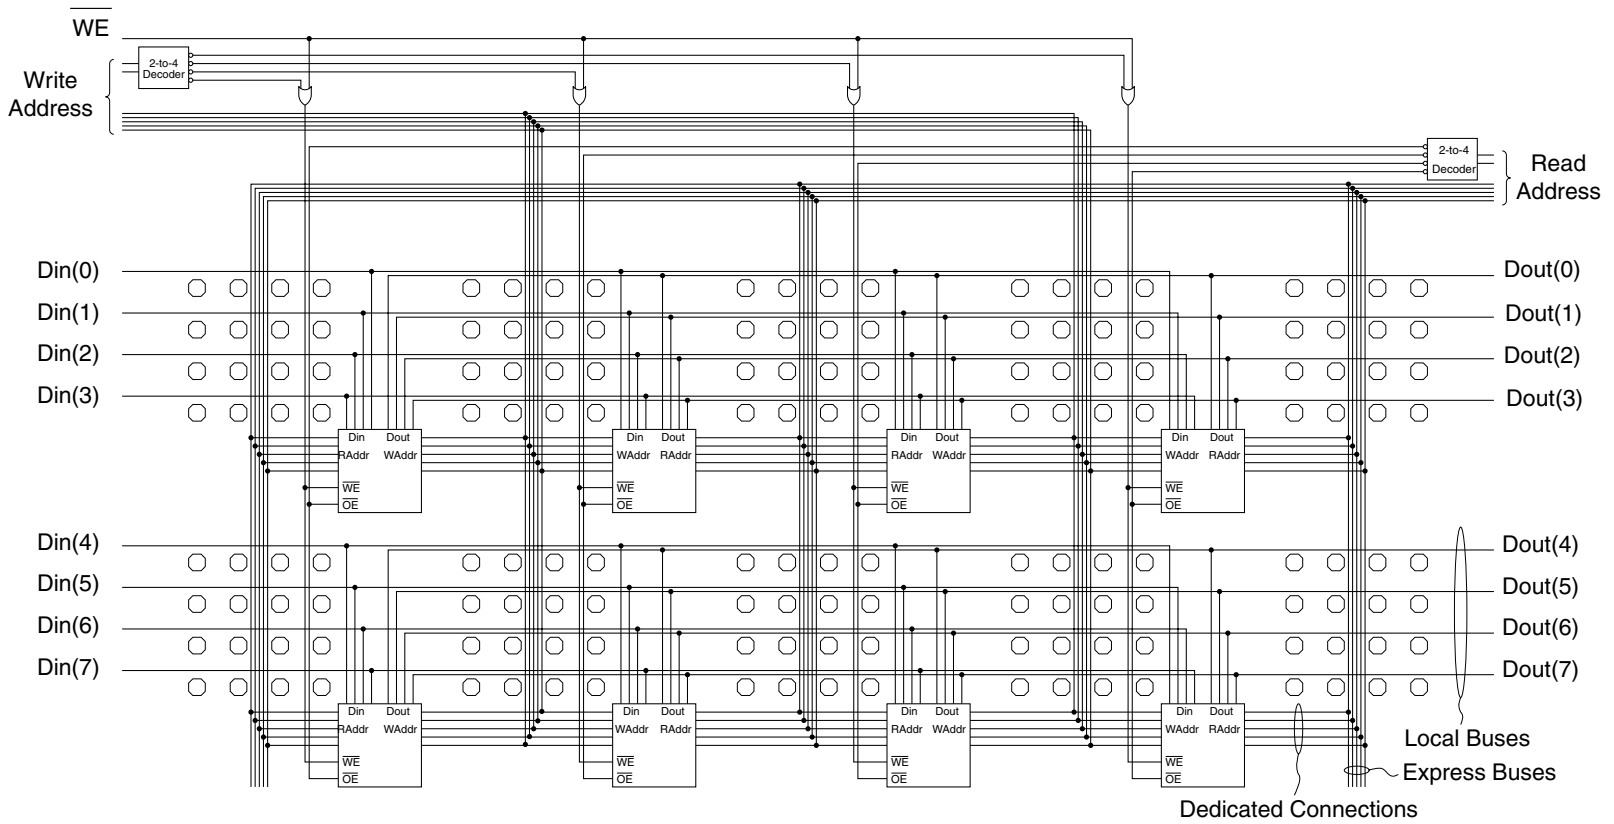 WE
2-to-4
Decoder
Write
Address
2-to-4
Decoder
Read
Address
Din(0)
Dout(0)
Din(1)
Dout(1)
Din(2)
Dout(2)
Din(3)
Dout(3)
Din Dout
RAddr WAddr
WE
OE
Din Dout
WAddr RAddr
WE
OE
Din Dout
WAddr RAddr
WE
OE
Din Dout
WAddr RAddr
WE
OE
Din(4)
Dout(4)
Din(5)
Dout(5)
Din(6)
Dout(6)
Din(7)
Dout(7)
Din Dout
RAddr WAddr
WE
OE
Din Dout
WAddr RAddr
WE
OE
Din Dout
WAddr RAddr
WE
OE
Din Dout
WAddr RAddr
WE
OE
Local Buses
Express Buses
Dedicated Connections